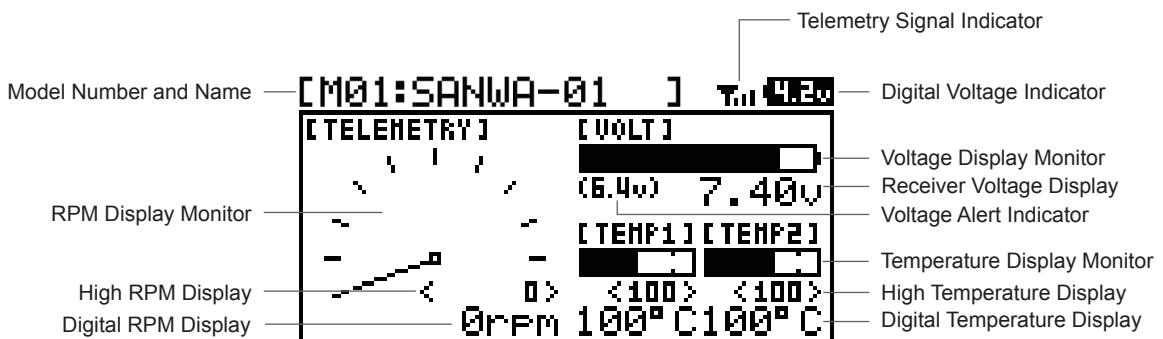 Telemetry Signal Indicator
Model Number and Name
[M01:SANWA-01 ]
4.2v
Digital Voltage Indicator
[TELEMETRY]
[VOLT]
Voltage Display Monitor
(6.4v)
7.40v
Receiver Voltage Display
Voltage Alert Indicator
RPM Display Monitor
[TEMP1]
[TEMP2]
Temperature Display Monitor
High RPM Display
< 0>
<100>
<100>
High Temperature Display
Digital RPM Display
0rpm
100°C
100°C
Digital Temperature Display